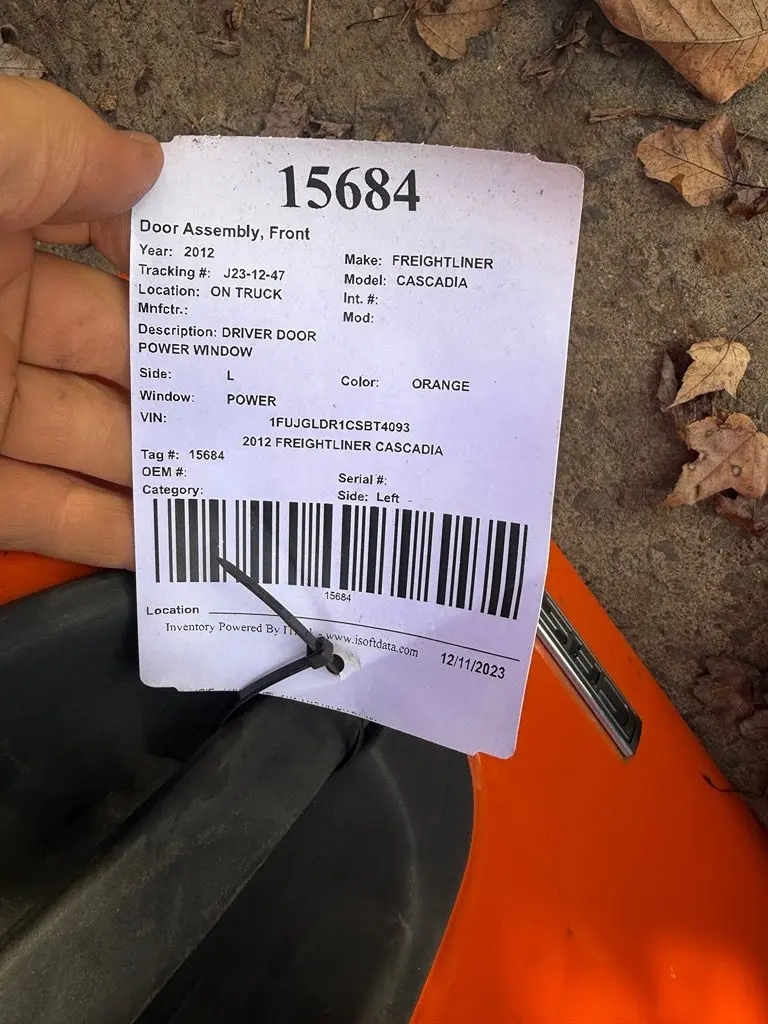 15684
Door Assembly, Front
Year: 2012
Make: FREIGHTLINER
Tracking #: J23-12-47
Model: CASCADIA
Location: ON TRUCK
Int. #:
Mnfctr.:
Mod:
Description: DRIVER DOOR
POWER WINDOW
Side: L
Color: ORANGE
Window: POWER
VIN: 1FUJGLDR1CSBT4093
2012 FREIGHTLINER CASCADIA
Tag #: 15684
OEM #:
Serial #:
Category:
Side: Left
15684
Location
Inventory Powered By www.isoftdata.com
12/11/2023